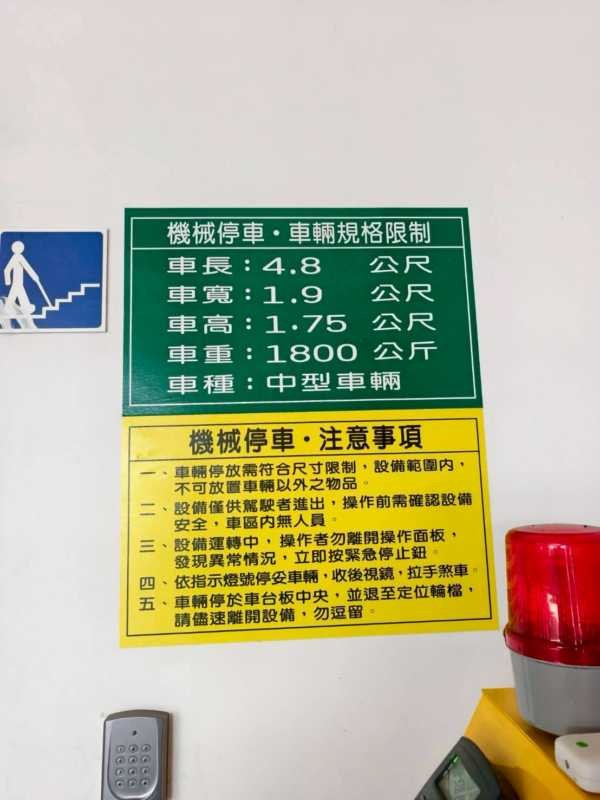 機械停車・車輛規格限制
車長：4.8 公尺
車寬：1.9 公尺
車高：1.75 公尺
車重：1800 公斤
車種：中型車輛
機械停車・注意事項
一、車輛停放需符合尺寸限制，設備範圍內，
不可放置車輛以外之物品。
二、設備僅供駕駛者進出，操作前需確認設備
安全，車區內無人員。
三、設備運轉中，操作者勿離開操作面板，
發現異常情況，立即按緊急停止鈕。
四、依指示燈號停妥車輛，收後視鏡，拉手煞車。
五、車輛停於車台板中央，並退至定位輪檔，
請儘速離開設備，勿逗留。